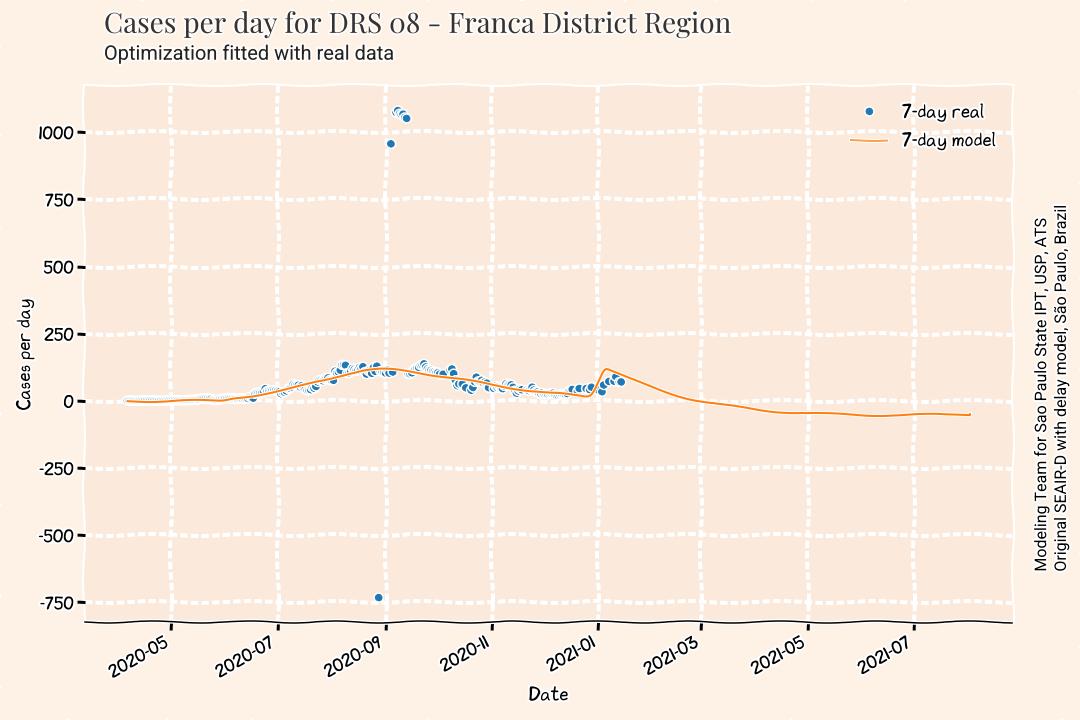 Cases per day for DRS 08 - Franca District Region
Optimization fitted with real data
7-day real
7-day model
1000
750
500
250
0
-250
-500
-750
Cases per day
2020-05
2020-07
2020-09
2020-11
2021-01
2021-03
2021-05
2021-07
Date
Modeling Team for Sao Paulo State IPT, USP, ATS
Original SEAIR-D with delay model, São Paulo, Brazil